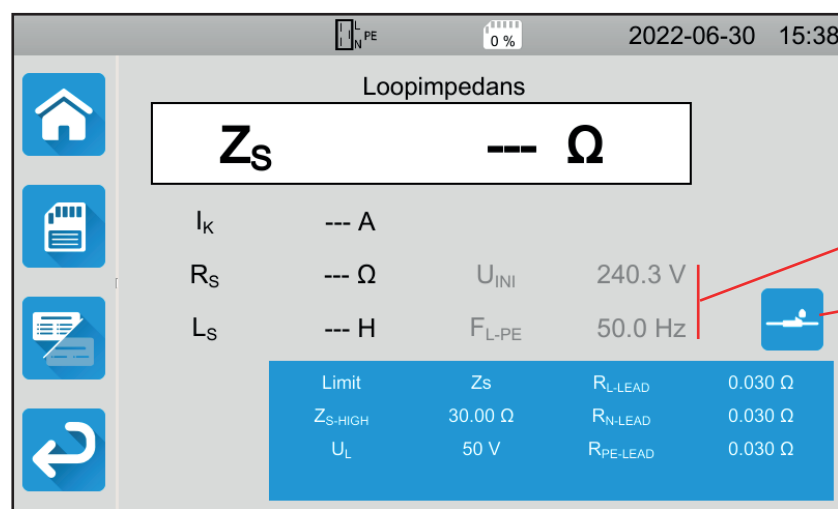 L N PE 0 % 2022-06-30 15:38
Loopimpedans
ZS --- Ω
IK --- A
RS --- Ω UINI 240.3 V
LS --- H FL-PE 50.0 Hz
Limit Zs RL-LEAD 0.030 Ω
ZS-HIGH 30.00 Ω RN-LEAD 0.030 Ω
UL 50 V RPE-LEAD 0.030 Ω